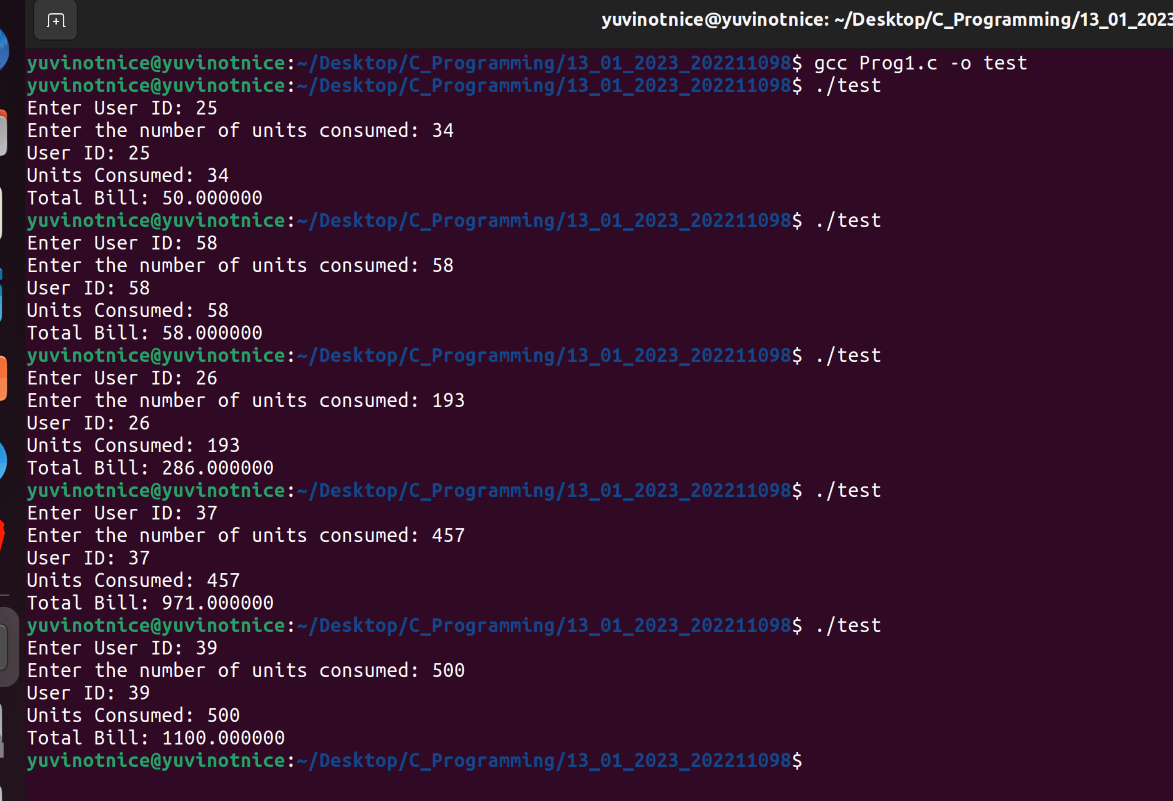 yuvinotnice@yuvinotnice: ~/Desktop/C_Programming/13_01_2023
yuvinotnice@yuvinotnice:~/Desktop/C_Programming/13_01_2023_202211098$ gcc Prog1.c -o test
yuvinotnice@yuvinotnice:~/Desktop/C_Programming/13_01_2023_202211098$ ./test
Enter User ID: 25
Enter the number of units consumed: 34
User ID: 25
Units Consumed: 34
Total Bill: 50.000000
yuvinotnice@yuvinotnice:~/Desktop/C_Programming/13_01_2023_202211098$ ./test
Enter User ID: 58
Enter the number of units consumed: 58
User ID: 58
Units Consumed: 58
Total Bill: 58.000000
yuvinotnice@yuvinotnice:~/Desktop/C_Programming/13_01_2023_202211098$ ./test
Enter User ID: 26
Enter the number of units consumed: 193
User ID: 26
Units Consumed: 193
Total Bill: 286.000000
yuvinotnice@yuvinotnice:~/Desktop/C_Programming/13_01_2023_202211098$ ./test
Enter User ID: 37
Enter the number of units consumed: 457
User ID: 37
Units Consumed: 457
Total Bill: 971.000000
yuvinotnice@yuvinotnice:~/Desktop/C_Programming/13_01_2023_202211098$ ./test
Enter User ID: 39
Enter the number of units consumed: 500
User ID: 39
Units Consumed: 500
Total Bill: 1100.000000
yuvinotnice@yuvinotnice:~/Desktop/C_Programming/13_01_2023_202211098$